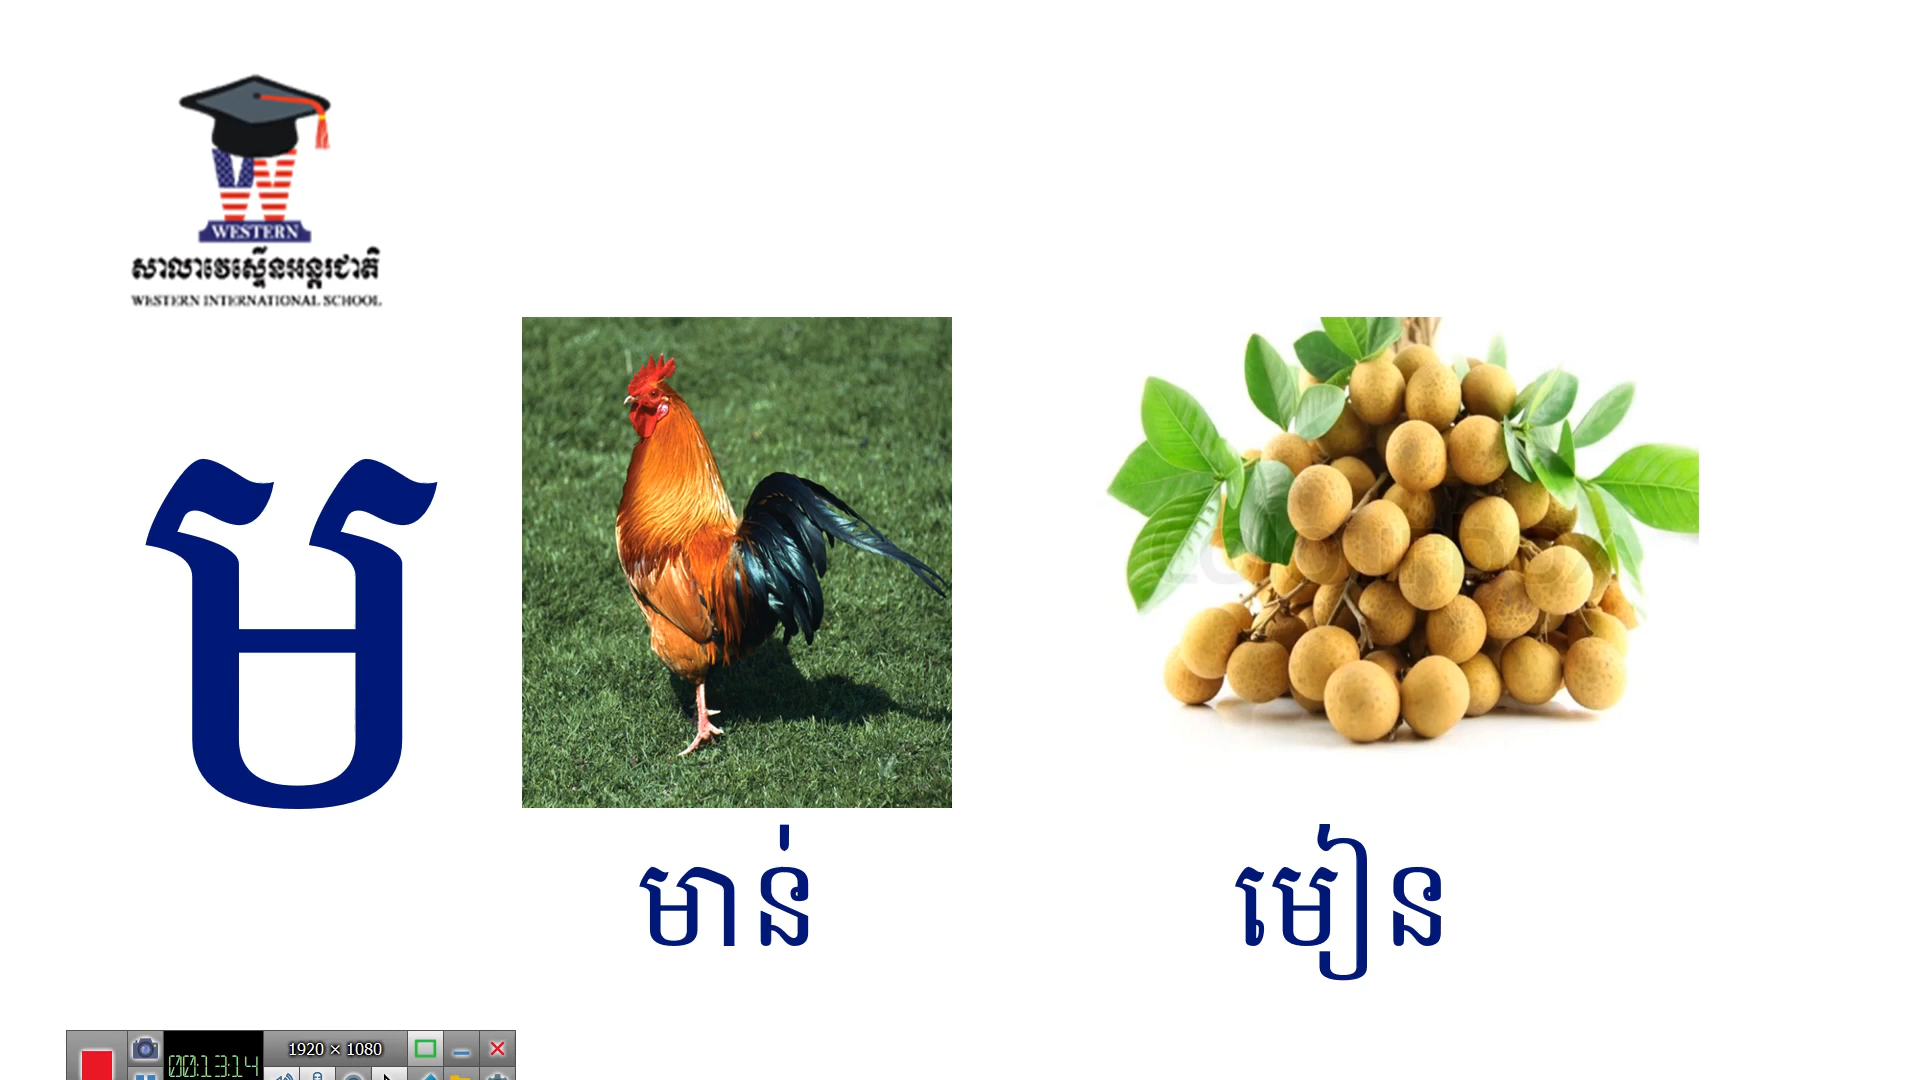 WESTERN
សាលាវេស្ទើនអន្តរជាតិ
WESTERN INTERNATIONAL SCHOOL
ម
មាន់
មៀន
00:13:14
1920 × 1080